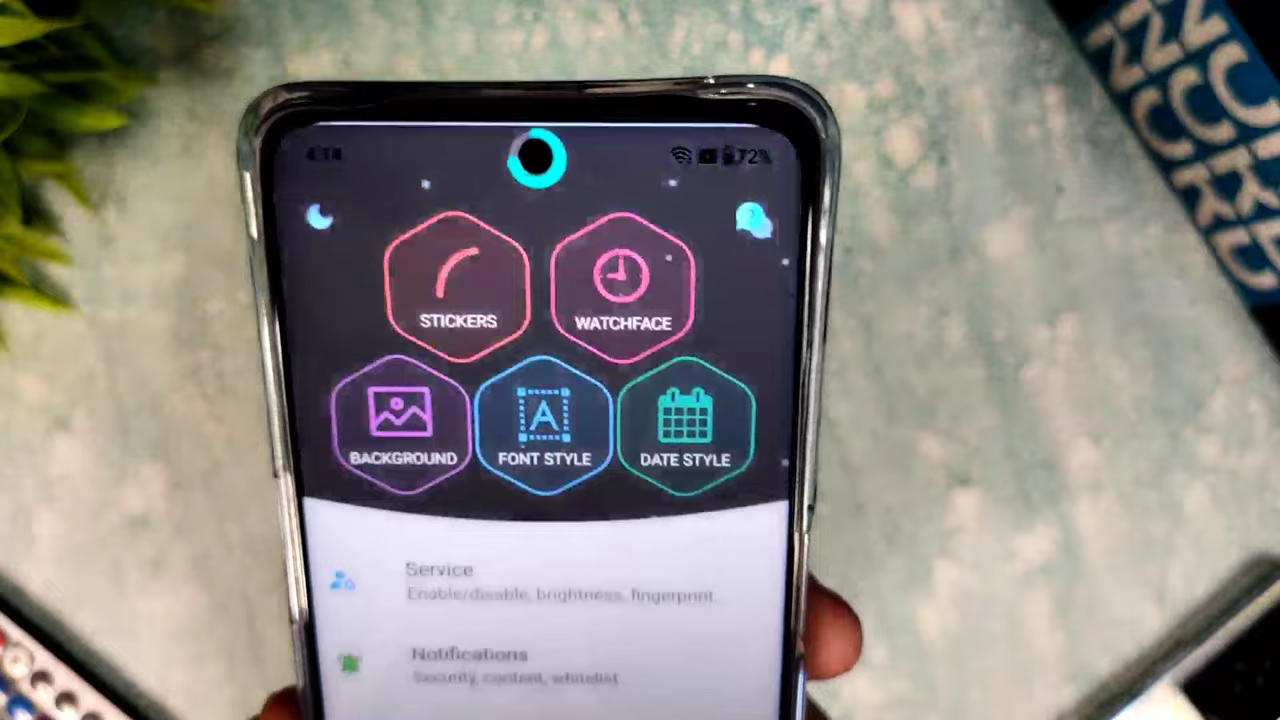 4:14 72%
STICKERS WATCHFACE
BACKGROUND FONT STYLE DATE STYLE
Service
Enable/disable, brightness, fingerprint.
Notifications
Security, content, whitelist